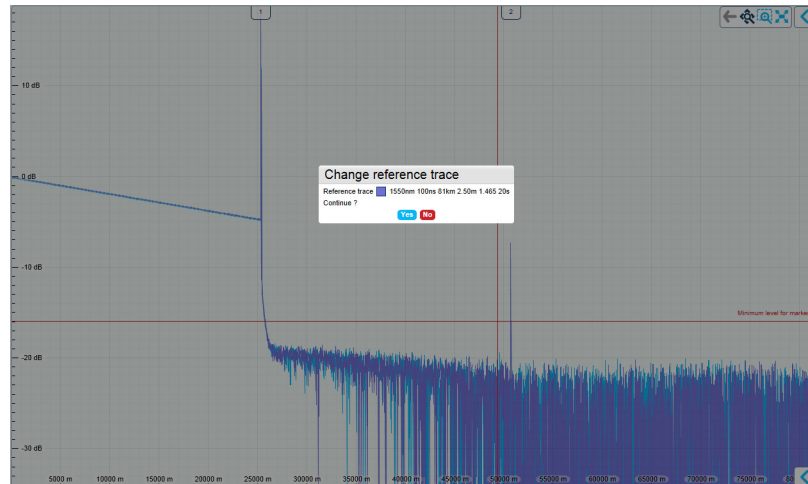 1
2
10 dB
0 dB
Change reference trace
Reference trace 1550nm 100ns 81km 2.50m 1.465 20s
Continue ?
Yes No
-10 dB
Minimum level for marke
-20 dB
-30 dB
5000 m 10000 m 15000 m 20000 m 25000 m 30000 m 35000 m 40000 m 45000 m 50000 m 55000 m 60000 m 65000 m 70000 m 75000 m